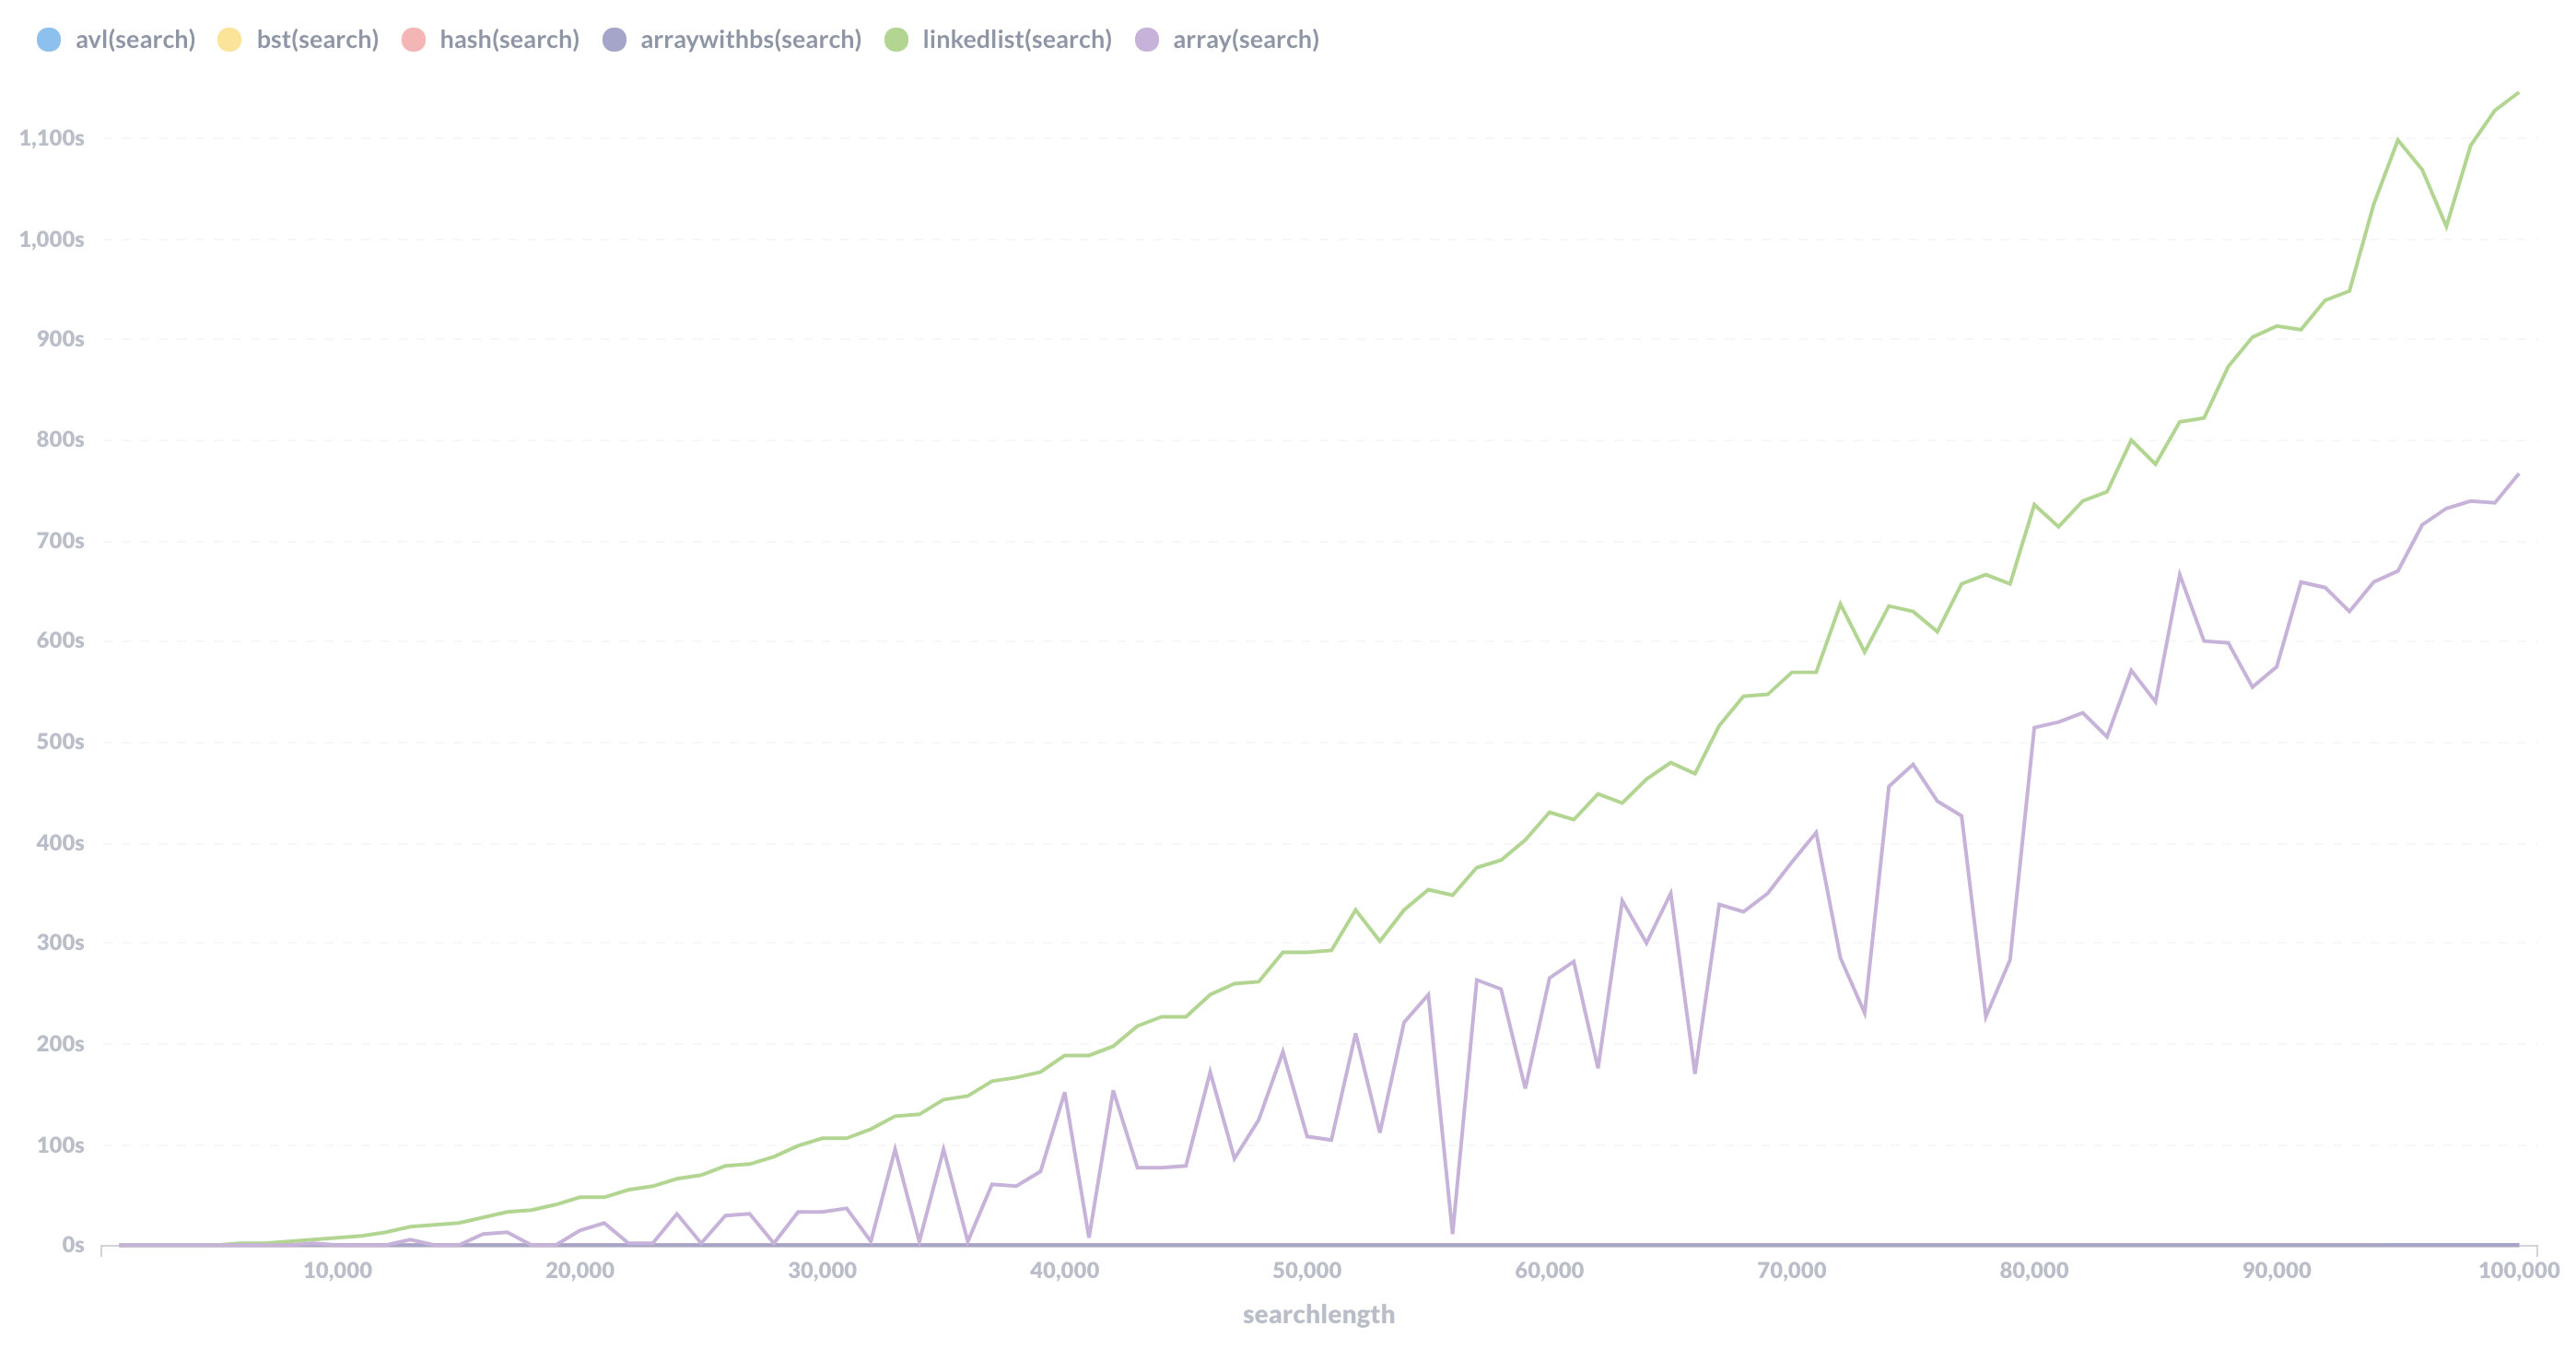 avl(search) bst(search) hash(search) arraywithbs(search) linkedlist(search) array(search)
1,100s
1,000s
900s
800s
700s
600s
500s
400s
300s
200s
100s
0s
10,000 20,000 30,000 40,000 50,000 60,000 70,000 80,000 90,000 100,000
searchlength